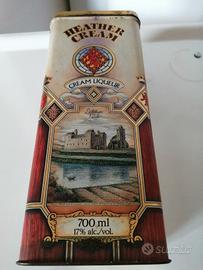 HEATHER
CREAM
CREAM LIQUEUR
700 ml
17% alc./vol.
subito